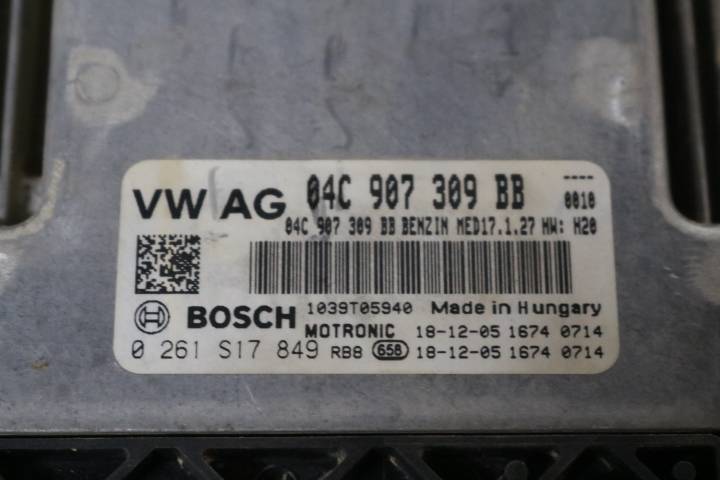 VW AG 04C 907 309 BB ----
0010
04C 907 309 BB BENZIN MED17.1.27 HW: H20
1039T05940 Made in Hungary
BOSCH MOTRONIC 18-12-05 1674 0714
0 261 S17 849 RB8 658 18-12-05 1674 0714